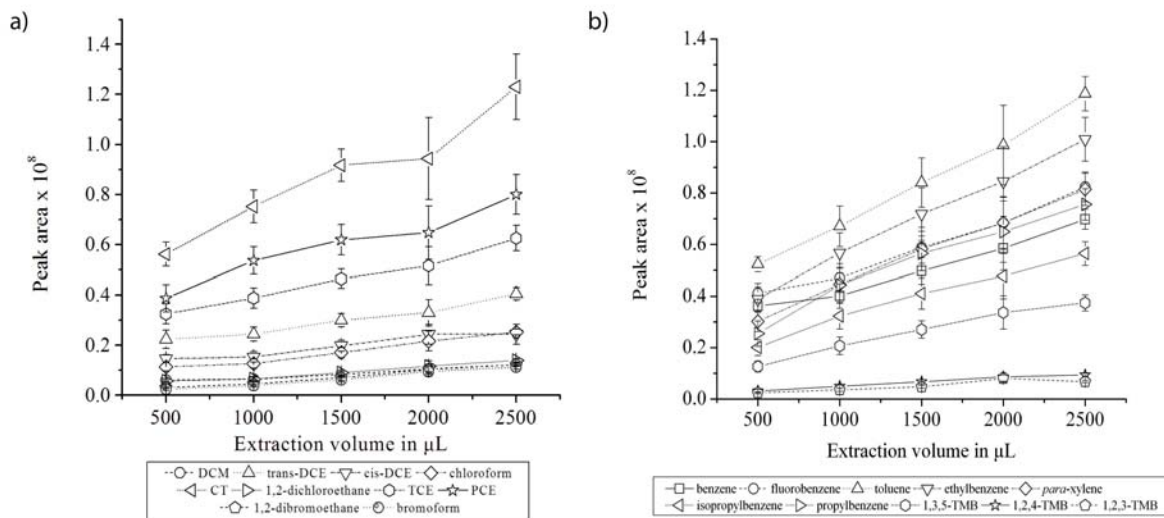 a)
Peak area x 10⁸
1.4
1.2
1.0
0.8
0.6
0.4
0.2
0.0
500 1000 1500 2000 2500
Extraction volume in µL
DCM trans-DCE cis-DCE chloroform
CT 1,2-dichloroethane TCE PCE
1,2-dibromoethane bromoform
b)
Peak area x 10⁸
1.4
1.2
1.0
0.8
0.6
0.4
0.2
0.0
500 1000 1500 2000 2500
Extraction volume in µL
benzene fluorobenzene toluene ethylbenzene para-xylene
isopropylbenzene propylbenzene 1,3,5-TMB 1,2,4-TMB 1,2,3-TMB